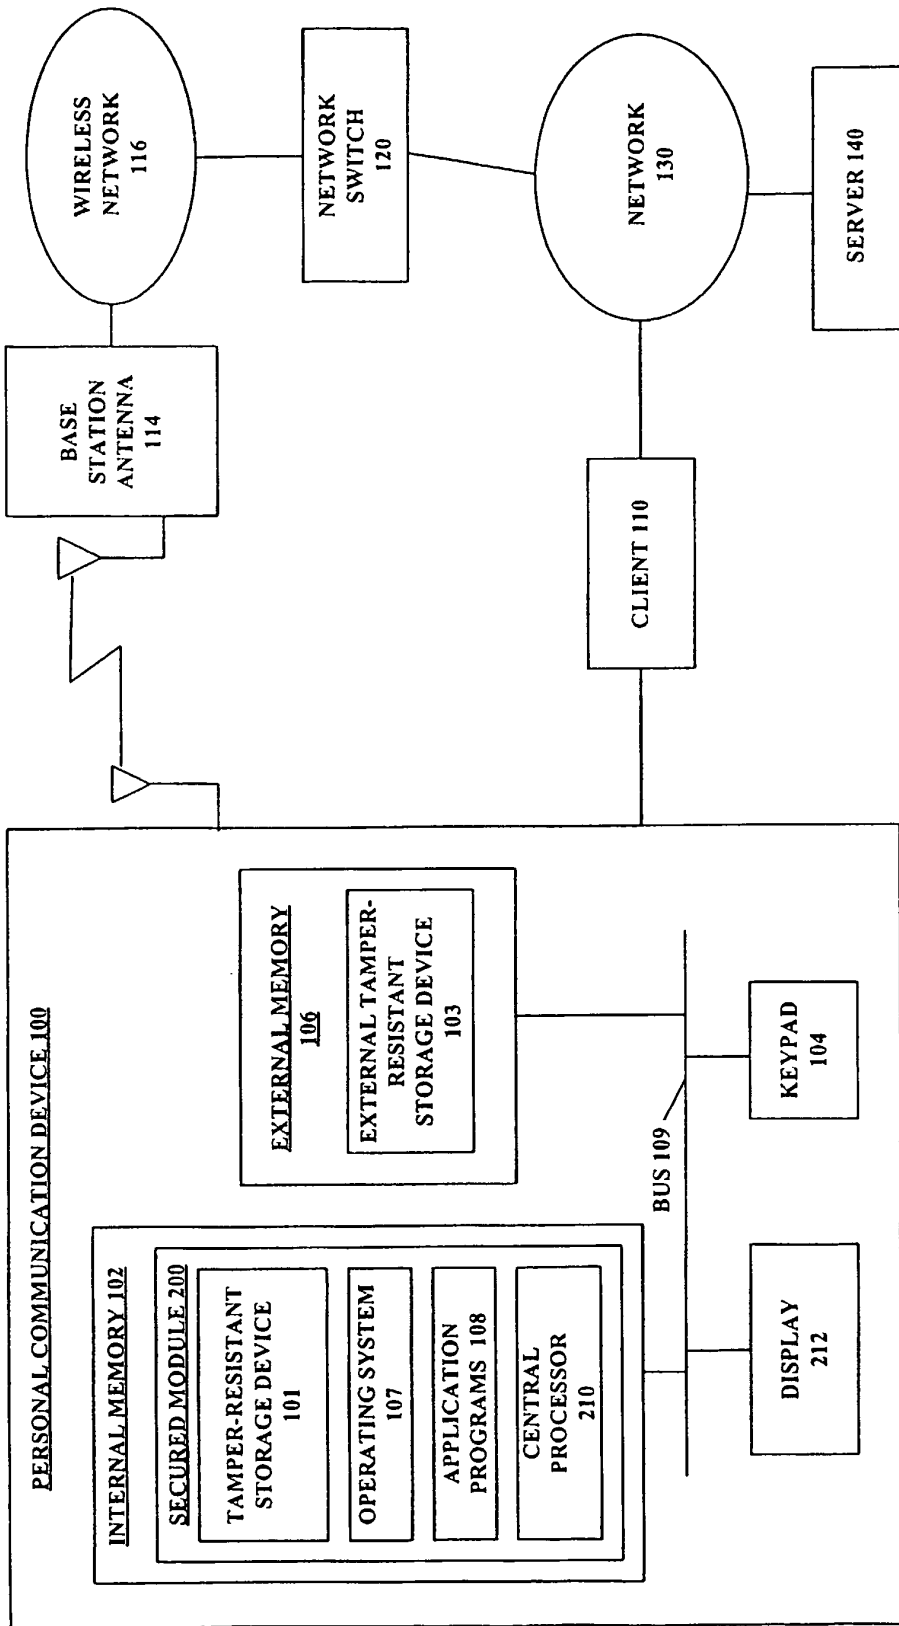 PERSONAL COMMUNICATION DEVICE 100
INTERNAL MEMORY 102
SECURED MODULE 200
TAMPER-RESISTANT
STORAGE DEVICE
101
OPERATING SYSTEM
107
APPLICATION
PROGRAMS 108
CENTRAL
PROCESSOR
210
EXTERNAL MEMORY
106
EXTERNAL TAMPER-
RESISTANT
STORAGE DEVICE
103
BUS 109
DISPLAY
212
KEYPAD
104
BASE
STATION
ANTENNA
114
WIRELESS
NETWORK
116
NETWORK
SWITCH
120
CLIENT 110
NETWORK
130
SERVER 140